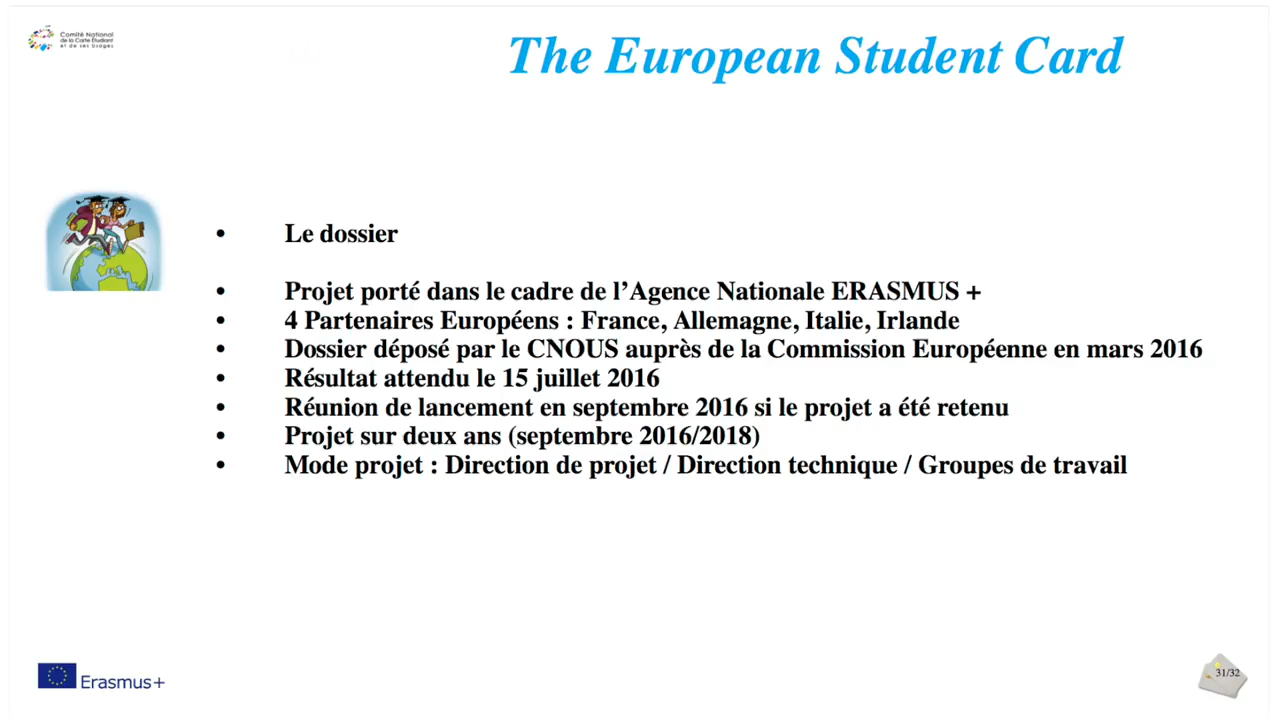 Comité National
de la Carte Étudiant
et de ses Usages
The European Student Card
• Le dossier
• Projet porté dans le cadre de l’Agence Nationale ERASMUS +
• 4 Partenaires Européens : France, Allemagne, Italie, Irlande
• Dossier déposé par le CNOUS auprès de la Commission Européenne en mars 2016
• Résultat attendu le 15 juillet 2016
• Réunion de lancement en septembre 2016 si le projet a été retenu
• Projet sur deux ans (septembre 2016/2018)
• Mode projet : Direction de projet / Direction technique / Groupes de travail
Erasmus+
31/32